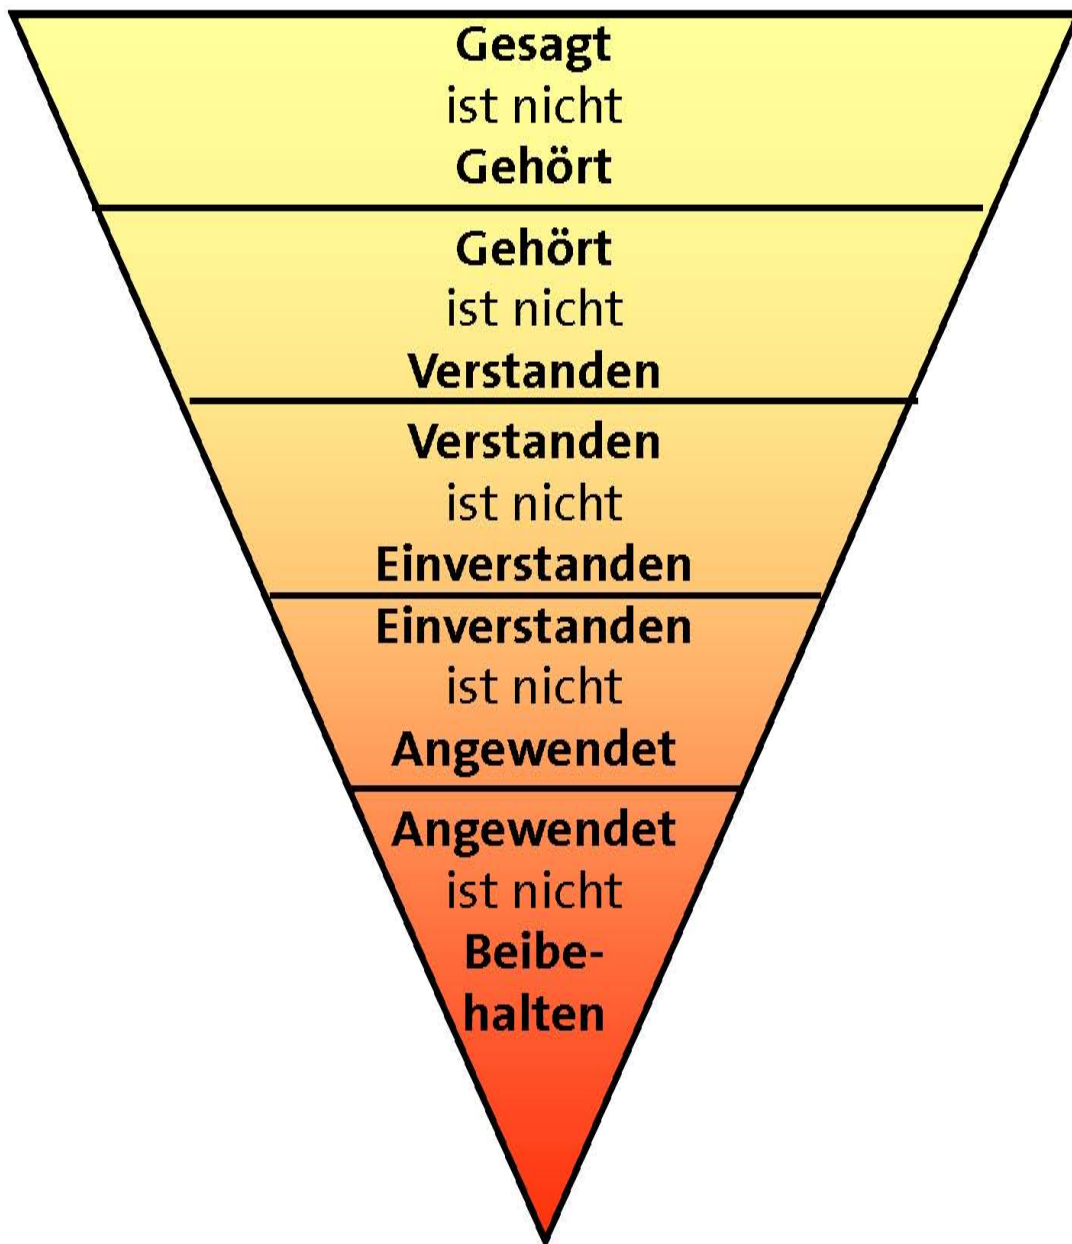 Gesagt
ist nicht
Gehört
Gehört
ist nicht
Verstanden
Verstanden
ist nicht
Einverstanden
Einverstanden
ist nicht
Angewendet
Angewendet
ist nicht
Beibe-
halten